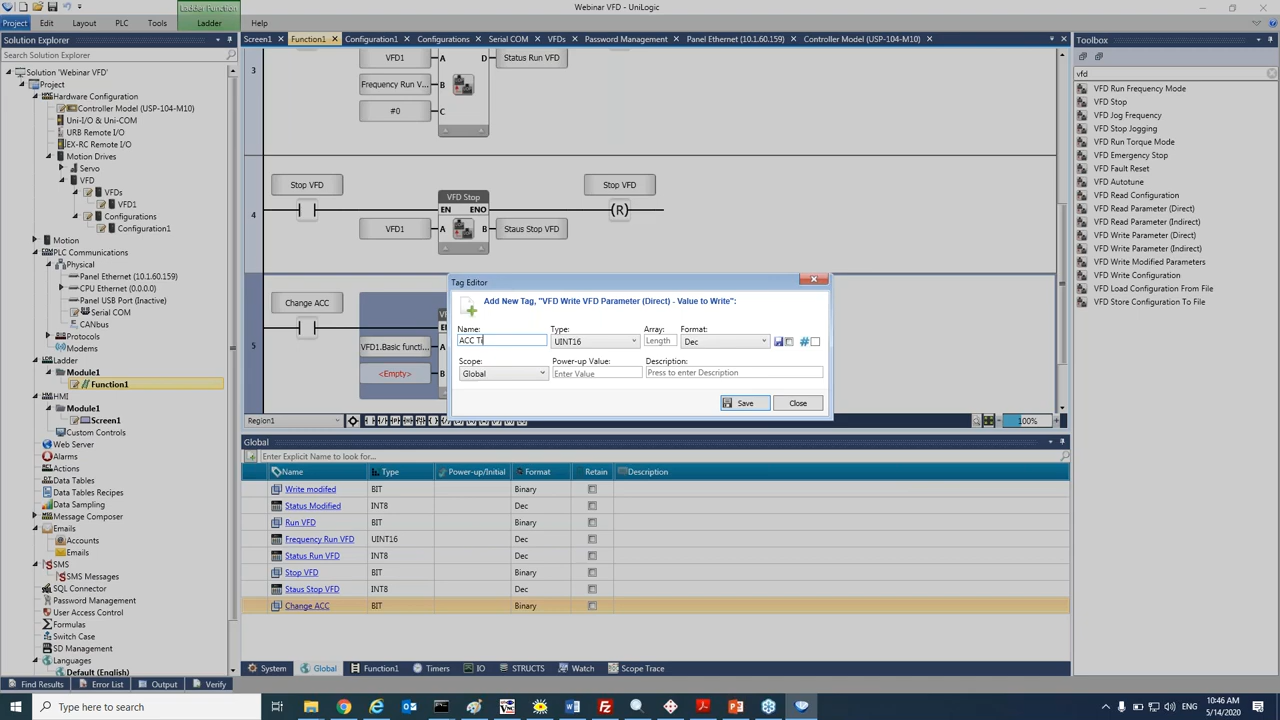 Webinar VFD - UniLogic
Ladder Function
Project Edit Layout PLC Tools Ladder Help
Solution Explorer
Search Solution Explorer
Solution 'Webinar VFD'
Project
Hardware Configuration
Controller Model (USP-104-M10)
Uni-I/O & Uni-COM
URB Remote I/O
EX-RC Remote I/O
Motion Drives
Servo
VFD
VFDs
VFD1
Configurations
Configuration1
Motion
PLC Communications
Physical
Panel Ethernet (10.1.60.159)
CPU Ethernet (0.0.0.0)
Panel USB Port (Inactive)
Serial COM
CANbus
Protocols
Modems
Ladder
Module1
Function1
HMI
Module1
Screen1
Custom Controls
Web Server
Alarms
Actions
Data Tables
Data Tables Recipes
Data Sampling
Message Composer
Emails
Accounts
Emails
SMS
SMS Messages
SQL Connector
Password Management
User Access Control
Formulas
Switch Case
SD Management
Languages
Default (English)
Find Results Error List Output Verify
Screen1 Function1 Configuration1 Configurations Serial COM VFDs Password Management Panel Ethernet (10.1.60.159) Controller Model (USP-104-M10)
3
VFD1 A D Status Run VFD
Frequency Run V... B
#0 C
4
Stop VFD
VFD Stop
EN ENO
VFD1 A B Staus Stop VFD
Stop VFD
(R)
5
Change ACC
VFD1.Basic functi...
<Empty>
Tag Editor
Add New Tag, "VFD Write VFD Parameter (Direct) - Value to Write":
Name: Type: Array: Format:
ACC Ti UINT16 Length Dec #
Scope: Power-up Value: Description:
Global Enter Value Press to enter Description
Save Close
Region1
100%
Global
Enter Explicit Name to look for...
Name Type Power-up/Initial Format Retain Description
Write modifed BIT Binary
Status Modified INT8 Dec
Run VFD BIT Binary
Frequency Run VFD UINT16 Dec
Status Run VFD INT8 Dec
Stop VFD BIT Binary
Staus Stop VFD INT8 Dec
Change ACC BIT Binary
System Global Function1 Timers IO STRUCTS Watch Scope Trace
Toolbox
vfd
VFD Run Frequency Mode
VFD Stop
VFD Jog Frequency
VFD Stop Jogging
VFD Run Torque Mode
VFD Emergency Stop
VFD Fault Reset
VFD Autotune
VFD Read Configuration
VFD Read Parameter (Direct)
VFD Read Parameter (Indirect)
VFD Write Parameter (Direct)
VFD Write Parameter (Indirect)
VFD Write Modified Parameters
VFD Write Configuration
VFD Load Configuration From File
VFD Store Configuration To File
Type here to search
ENG
10:46 AM
5/14/2020